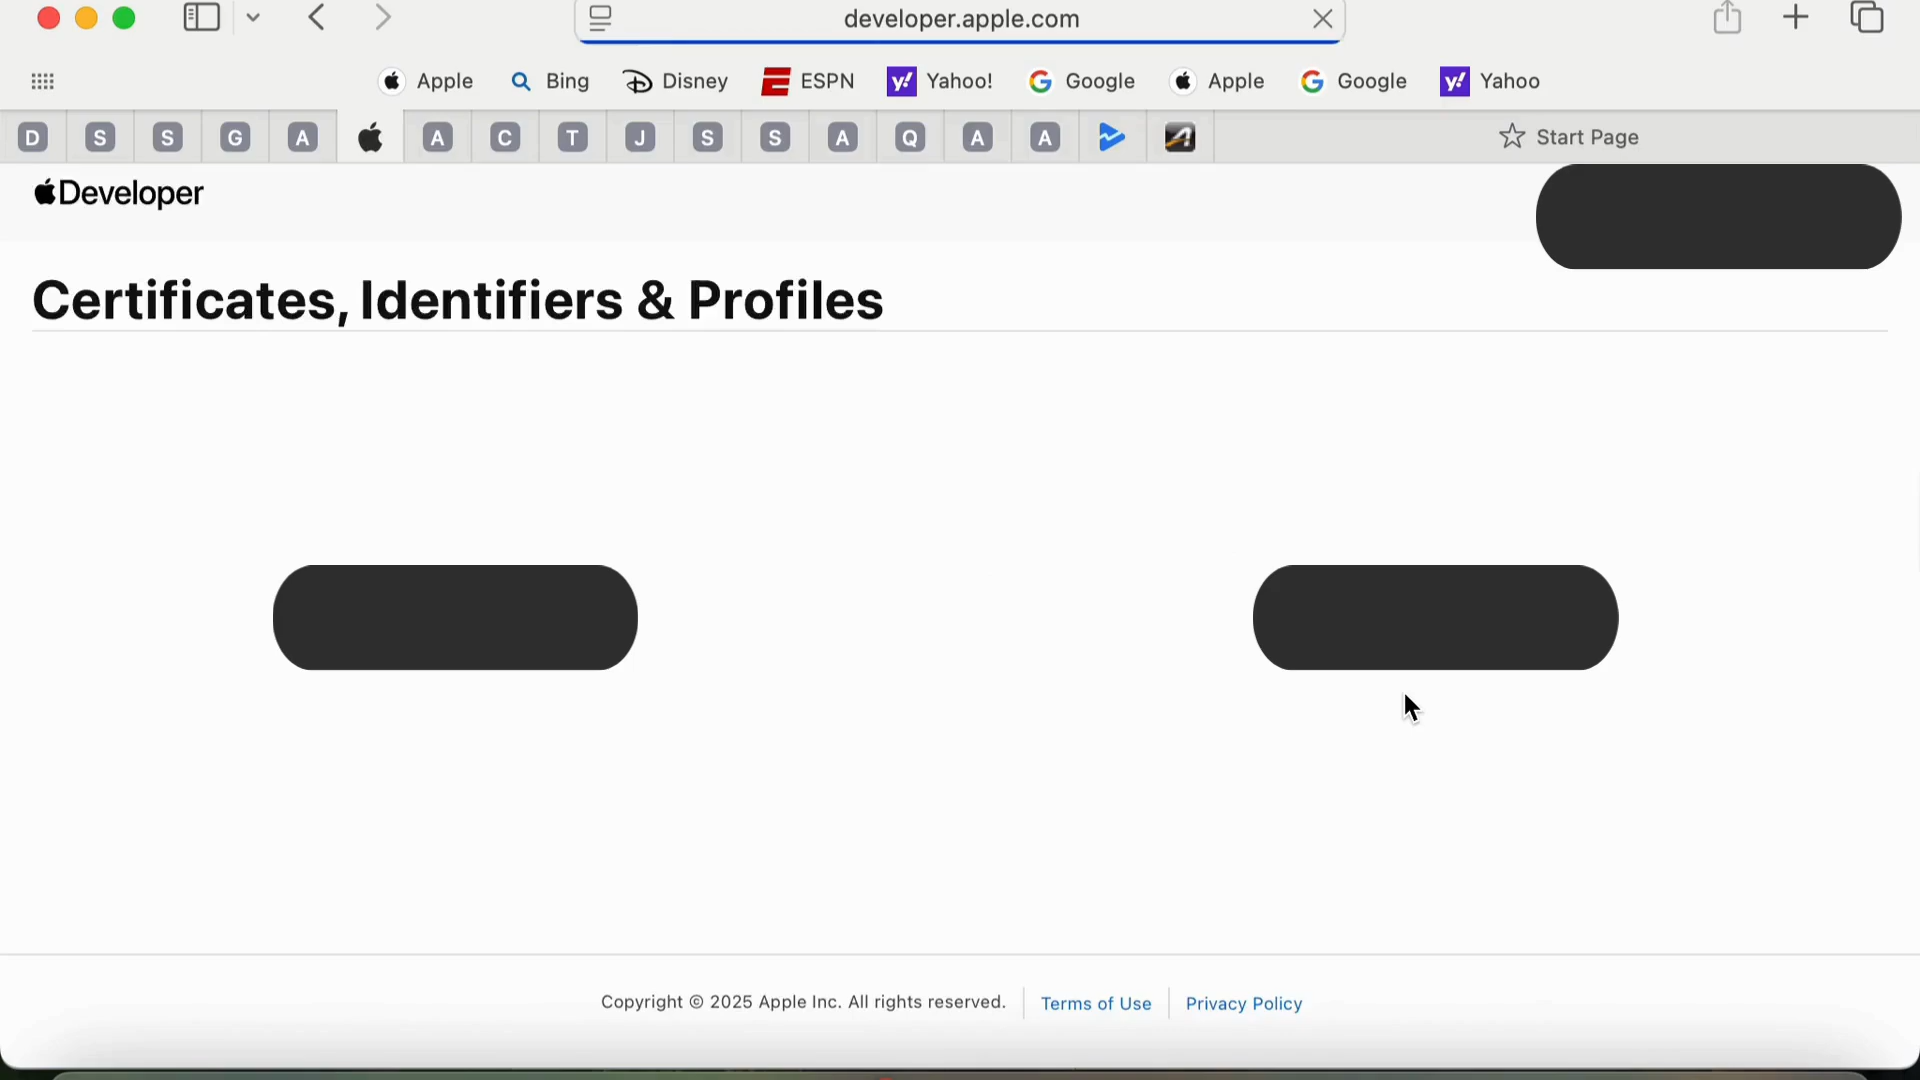 developer.apple.com
Apple Bing Disney ESPN Yahoo! Google Apple Google Yahoo
D S S G A A C T J S S A Q A A Start Page
Developer
Certificates, Identifiers & Profiles
Copyright © 2025 Apple Inc. All rights reserved. Terms of Use Privacy Policy